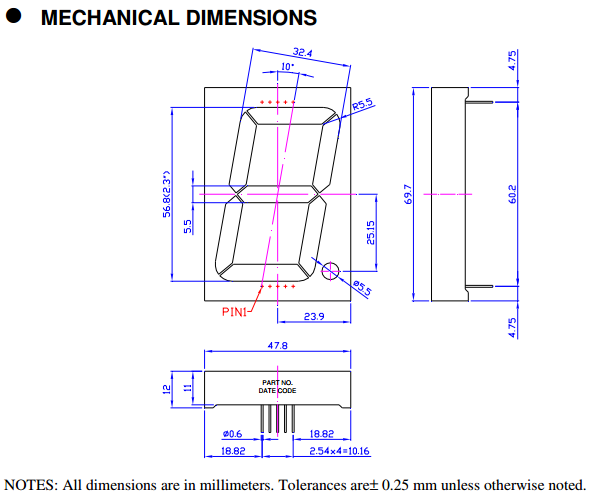 ● MECHANICAL DIMENSIONS
32.4
10°
4.75
R5.5
56.8(2.3")
5.5
25.15
69.7
60.2
ø5.5
PIN1
23.9
4.75
47.8
12
11
PART NO.
DATE CODE
ø0.6
18.82
18.82
2.54×4=10.16
NOTES: All dimensions are in millimeters. Tolerances are± 0.25 mm unless otherwise noted.